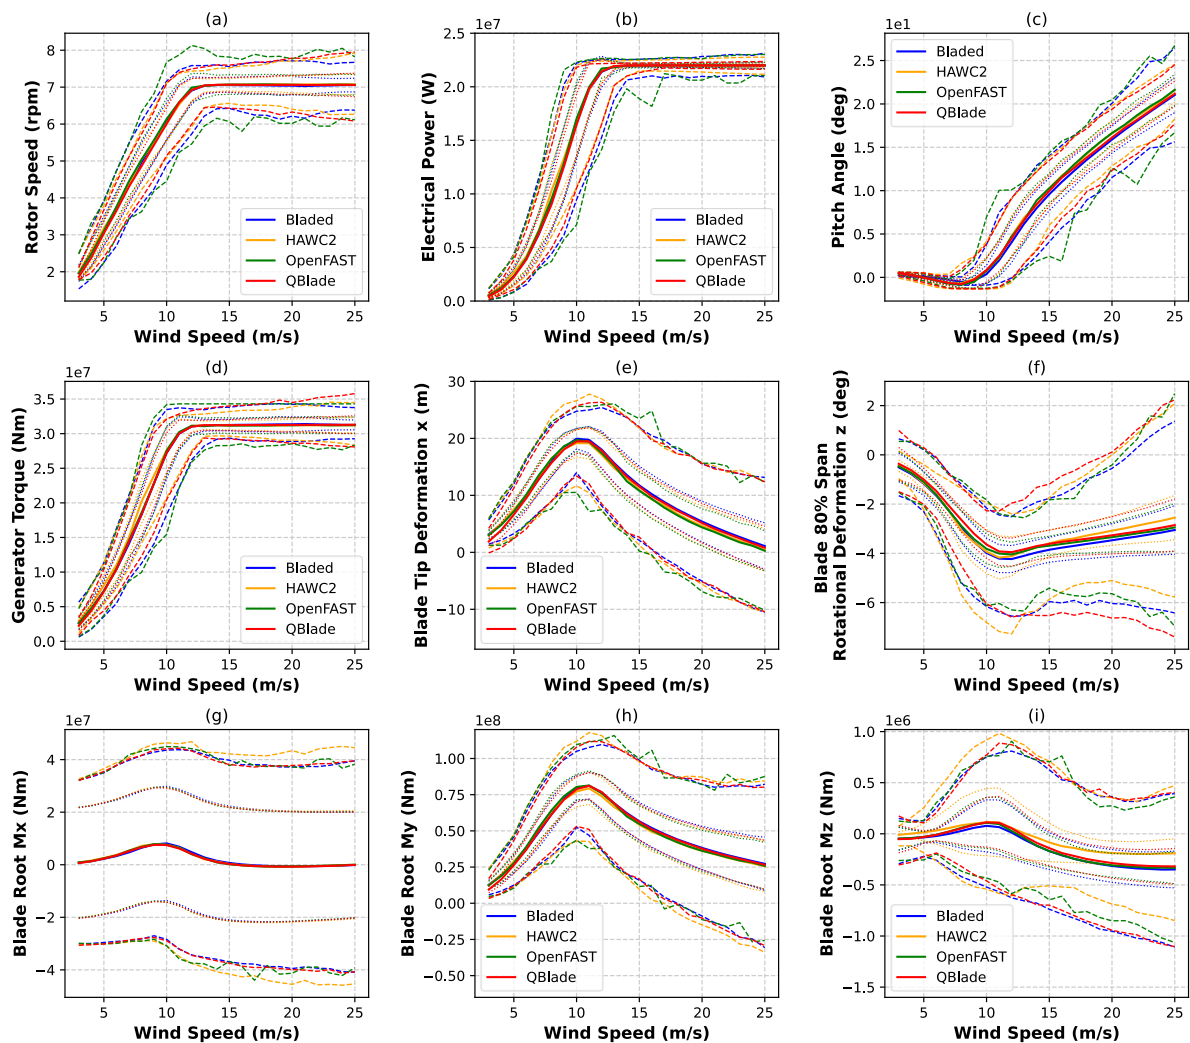 (a)
8
7
6
5
4
3
2
5 10 15 20 25
Rotor Speed (rpm)
Wind Speed (m/s)
Bladed
HAWC2
OpenFAST
QBlade
(b)
1e7
2.5
2.0
1.5
1.0
0.5
0.0
5 10 15 20 25
Electrical Power (W)
Wind Speed (m/s)
Bladed
HAWC2
OpenFAST
QBlade
(c)
1e1
2.5
2.0
1.5
1.0
0.5
0.0
5 10 15 20 25
Pitch Angle (deg)
Wind Speed (m/s)
Bladed
HAWC2
OpenFAST
QBlade
(d)
1e7
3.5
3.0
2.5
2.0
1.5
1.0
0.5
0.0
5 10 15 20 25
Generator Torque (Nm)
Wind Speed (m/s)
Bladed
HAWC2
OpenFAST
QBlade
(e)
30
20
10
0
−10
5 10 15 20 25
Blade Tip Deformation x (m)
Wind Speed (m/s)
Bladed
HAWC2
OpenFAST
QBlade
(f)
2
0
−2
−4
−6
5 10 15 20 25
Blade 80% Span
Rotational Deformation z (deg)
Wind Speed (m/s)
Bladed
HAWC2
OpenFAST
QBlade
(g)
1e7
4
2
0
−2
−4
5 10 15 20 25
Blade Root Mx (Nm)
Wind Speed (m/s)
Bladed
HAWC2
OpenFAST
QBlade
(h)
1e8
1.00
0.75
0.50
0.25
0.00
−0.25
−0.50
5 10 15 20 25
Blade Root My (Nm)
Wind Speed (m/s)
Bladed
HAWC2
OpenFAST
QBlade
(i)
1e6
1.0
0.5
0.0
−0.5
−1.0
−1.5
5 10 15 20 25
Blade Root Mz (Nm)
Wind Speed (m/s)
Bladed
HAWC2
OpenFAST
QBlade